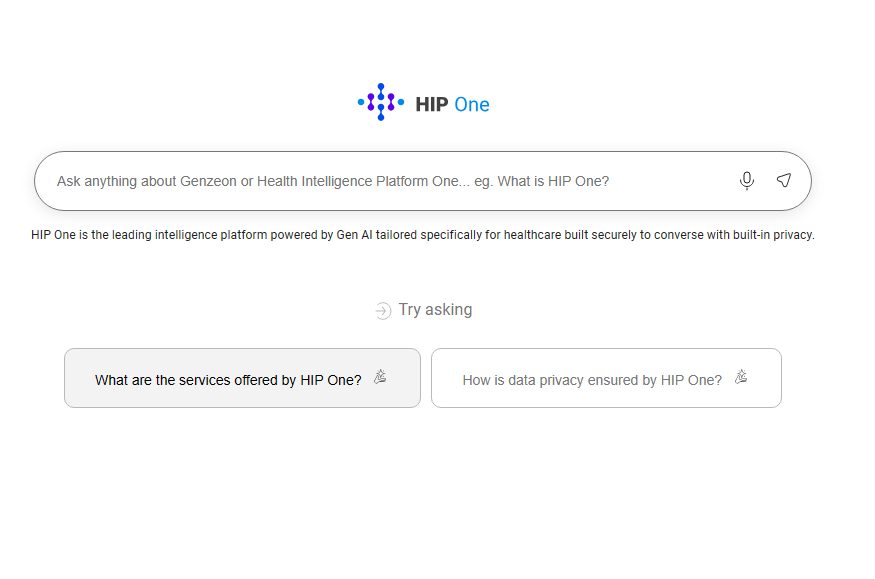 HIP One
Ask anything about Genzeon or Health Intelligence Platform One... eg. What is HIP One?
HIP One is the leading intelligence platform powered by Gen AI tailored specifically for healthcare built securely to converse with built-in privacy.
Try asking
What are the services offered by HIP One?
How is data privacy ensured by HIP One?